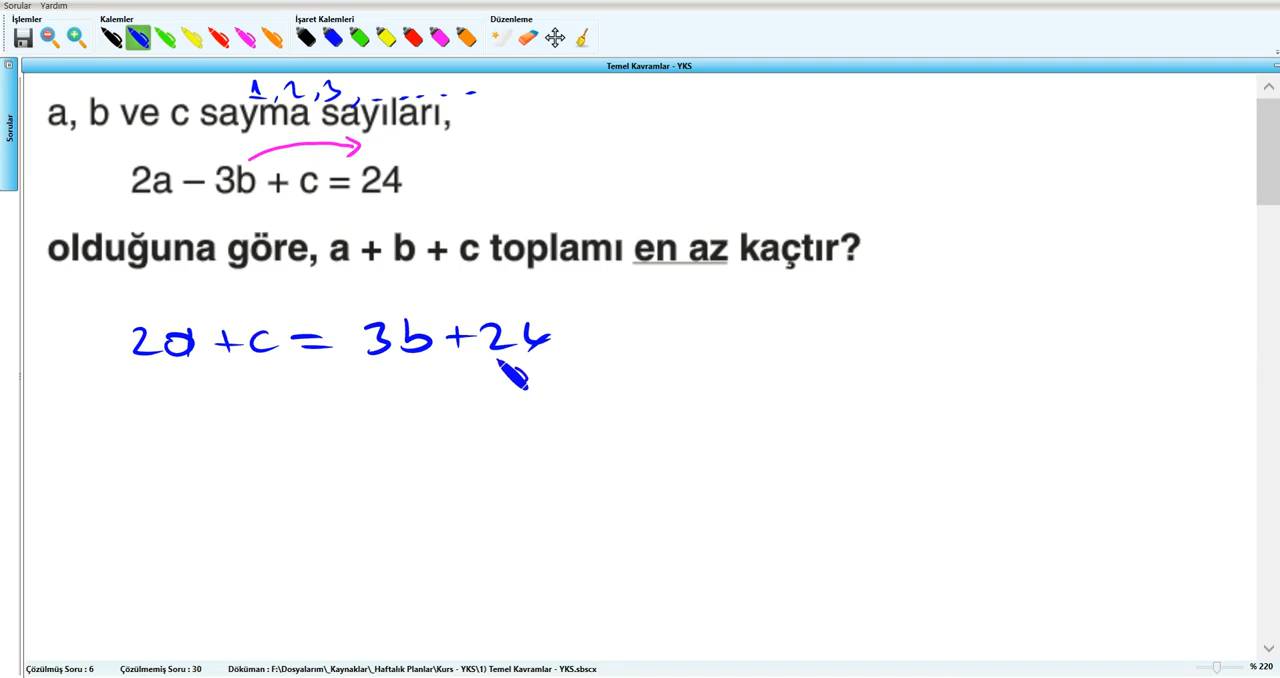 Sorular Yardım
İşlemler Kalemler İşaret Kalemleri Düzenleme
Temel Kavramlar - YKS
Sorular
1, 2, 3, . . . . . .
a, b ve c sayma sayıları,
2a – 3b + c = 24
olduğuna göre, a + b + c toplamı en az kaçtır?
2a + c = 3b + 24
Çözülmüş Soru : 6 Çözülmemiş Soru : 30 Döküman : F:\Dosyalarım\_Kaynaklar\_Haftalık Planlar\Kurs - YKS\1) Temel Kavramlar - YKS.sbscx % 220